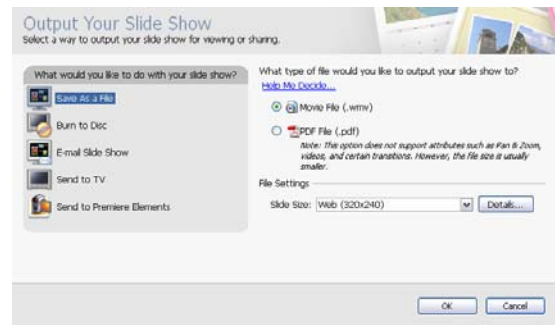 Output Your Slide Show
Select a way to output your slide show for viewing or sharing.
What would you like to do with your slide show?
Save As a File
Burn to Disc
E-mail Slide Show
Send to TV
Send to Premiere Elements
What type of file would you like to output your slide show to?
Help Me Decide...
Movie File (.wmv)
PDF File (.pdf)
Note: This option does not support attributes such as Pan & Zoom,
videos, and certain transitions. However, the file size is usually
smaller.
File Settings
Slide Size: Web (320x240)
Details...
OK
Cancel